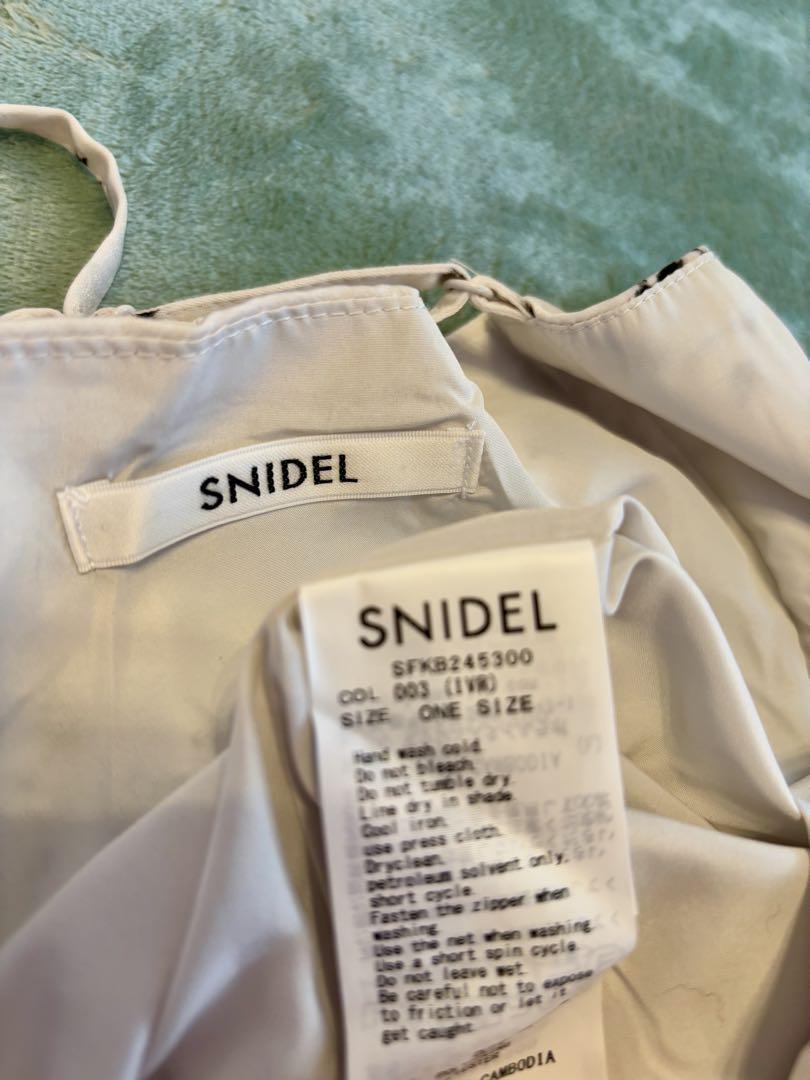 SNIDEL
SNIDEL
SFKB245300
COL 003 (IVR)
SIZE ONE SIZE
Hand wash cold.
Do not bleach.
Do not tumble dry.
Line dry in shade.
Cool iron.
use press cloth.
Dryclean.
petroleum solvent only.
short cycle.
Fasten the zipper when
washing.
Use the net when washing.
Use a short spin cycle.
Do not leave wet.
Be careful not to expose
to friction or let it
get caught.
CAMBODIA